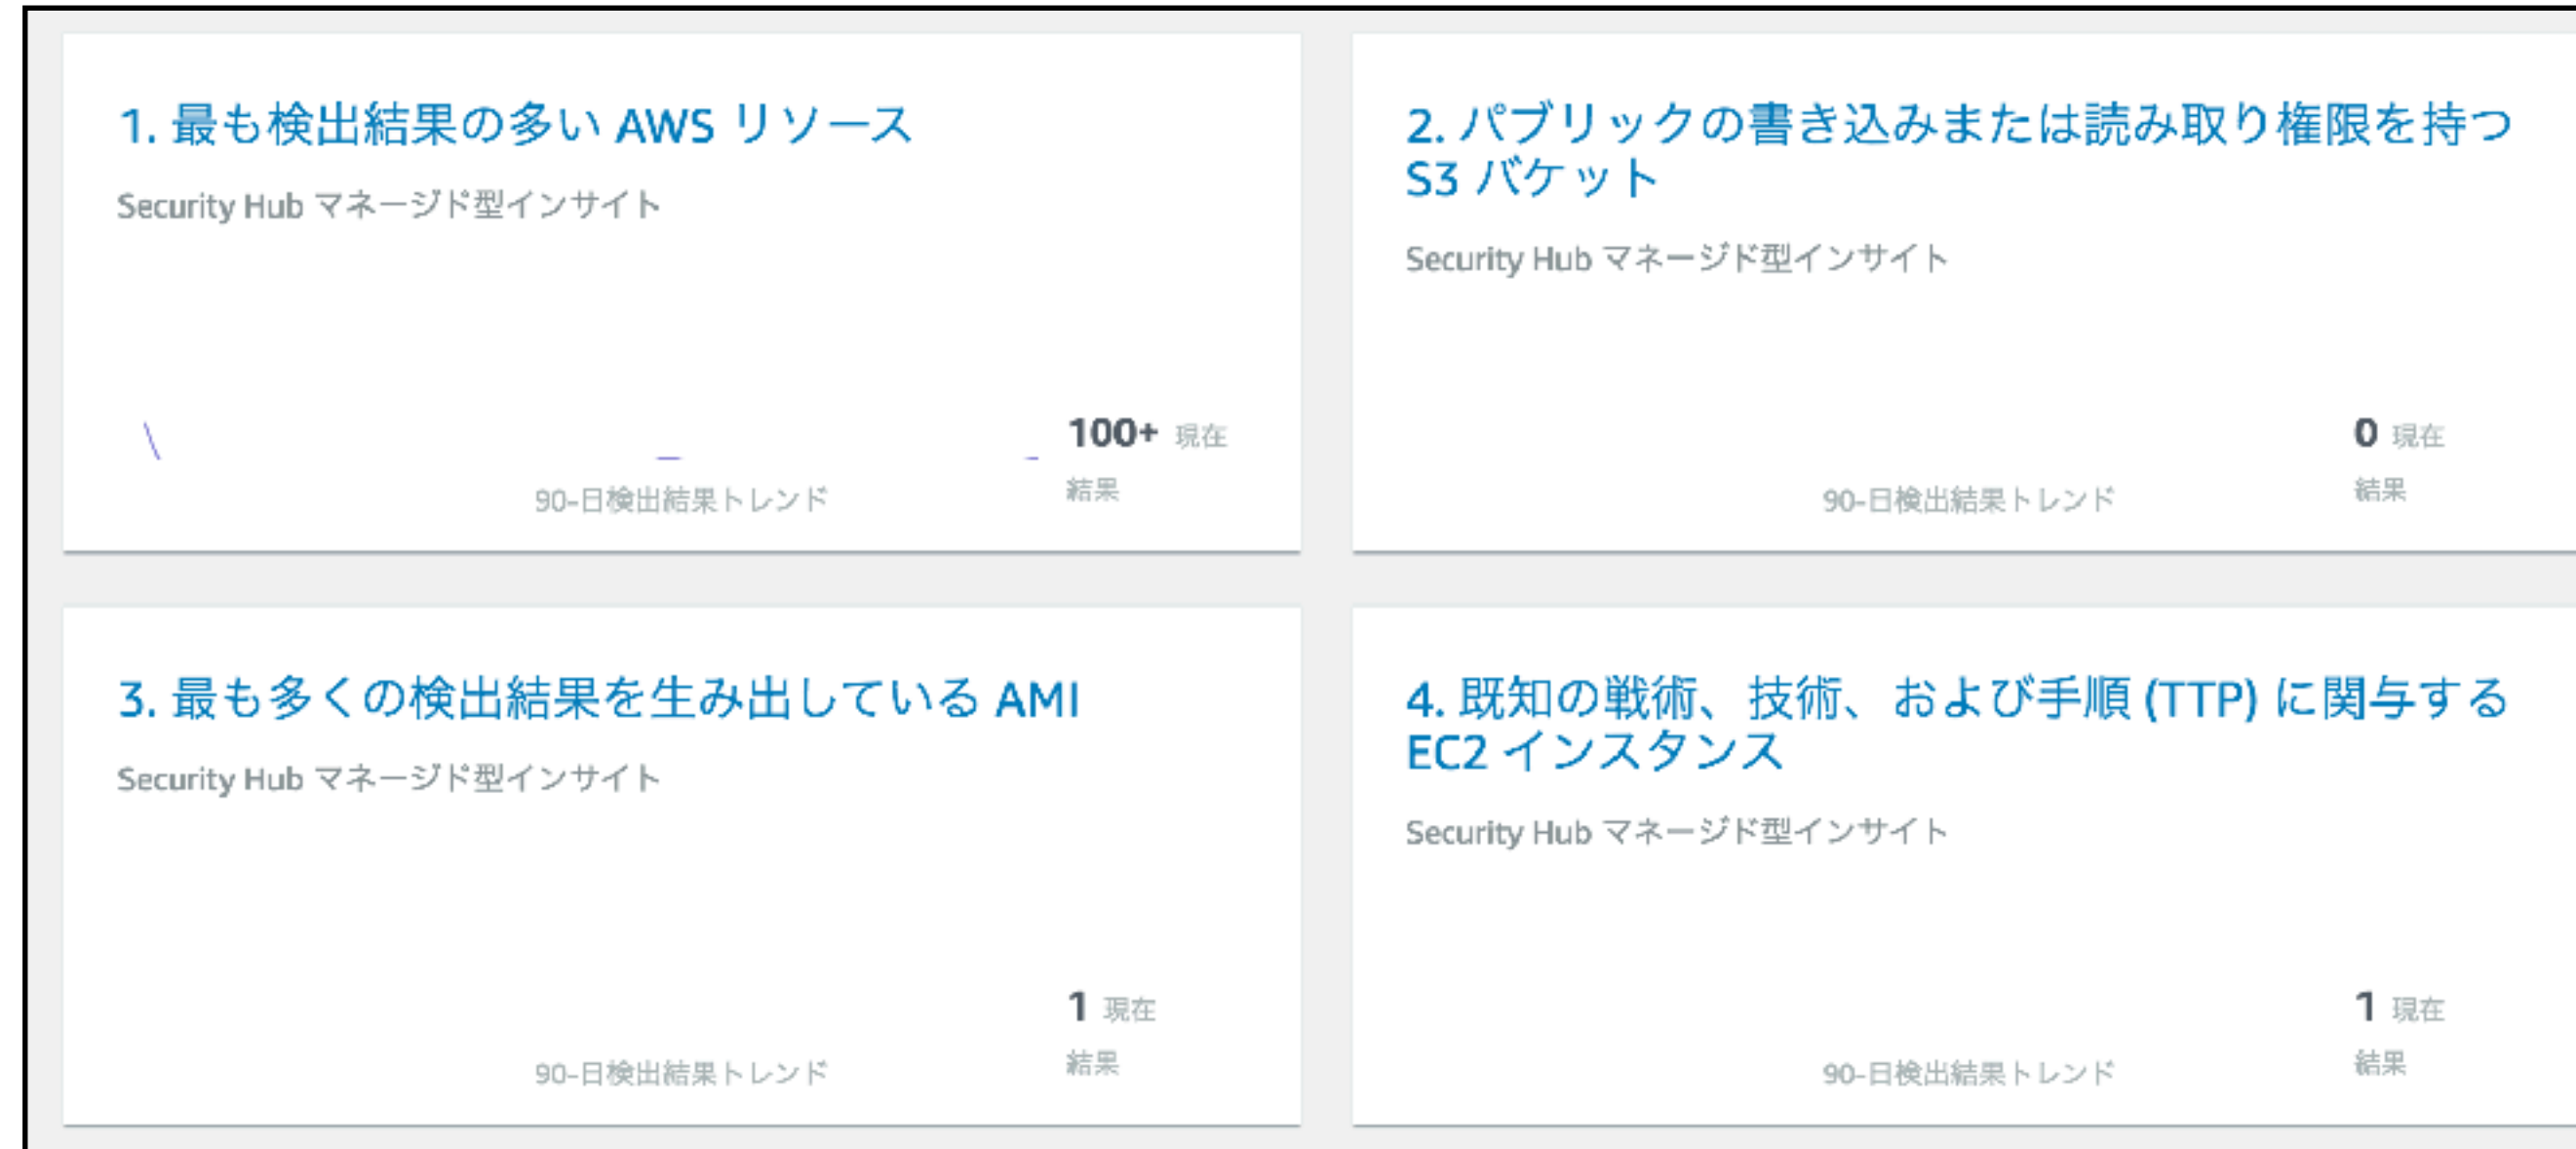 1. 最も検出結果の多い AWS リソース
Security Hub マネージド型インサイト
100+ 現在
結果
90-日検出結果トレンド
2. パブリックの書き込みまたは読み取り権限を持つ
S3 バケット
Security Hub マネージド型インサイト
0 現在
結果
90-日検出結果トレンド
3. 最も多くの検出結果を生み出している AMI
Security Hub マネージド型インサイト
1 現在
結果
90-日検出結果トレンド
4. 既知の戦術、技術、および手順 (TTP) に関与する
EC2 インスタンス
Security Hub マネージド型インサイト
1 現在
結果
90-日検出結果トレンド